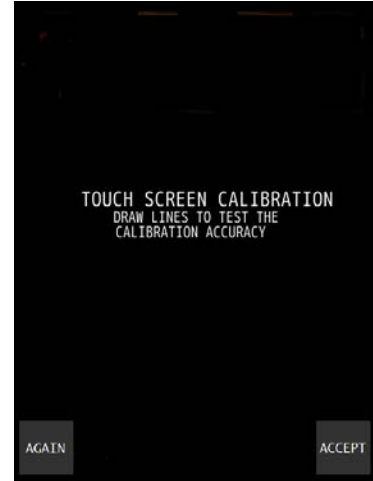 TOUCH SCREEN CALIBRATION
DRAW LINES TO TEST THE
CALIBRATION ACCURACY
AGAIN
ACCEPT